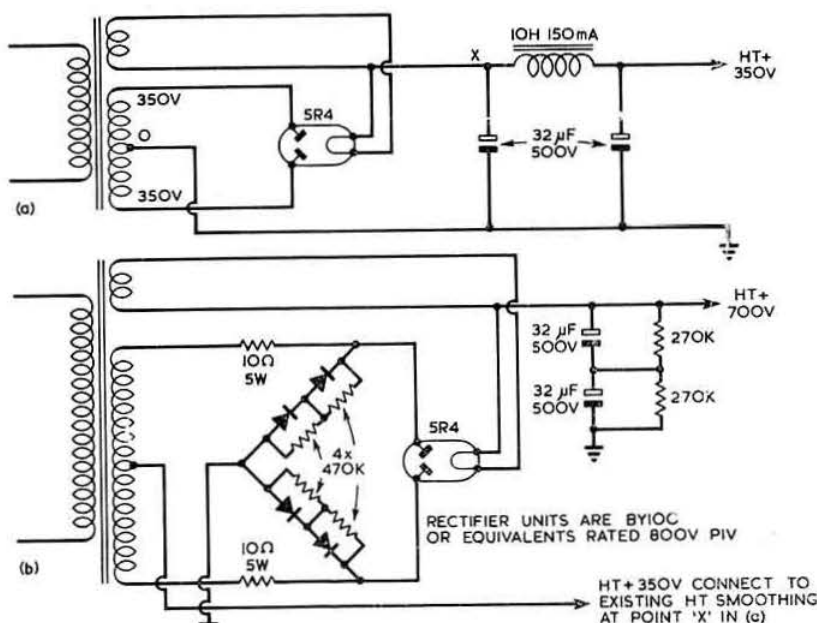 10H 150mA
X
HT+
350V
350V
5R4
O
32 µF
500V
350V
(a)
HT+
700V
10Ω
5W
32 µF
500V
270K
32 µF
500V
270K
5R4
4x
470K
RECTIFIER UNITS ARE BY10C
OR EQUIVALENTS RATED 800V PIV
10Ω
5W
(b)
HT+350V CONNECT TO
EXISTING HT SMOOTHING
AT POINT 'X' IN (a)